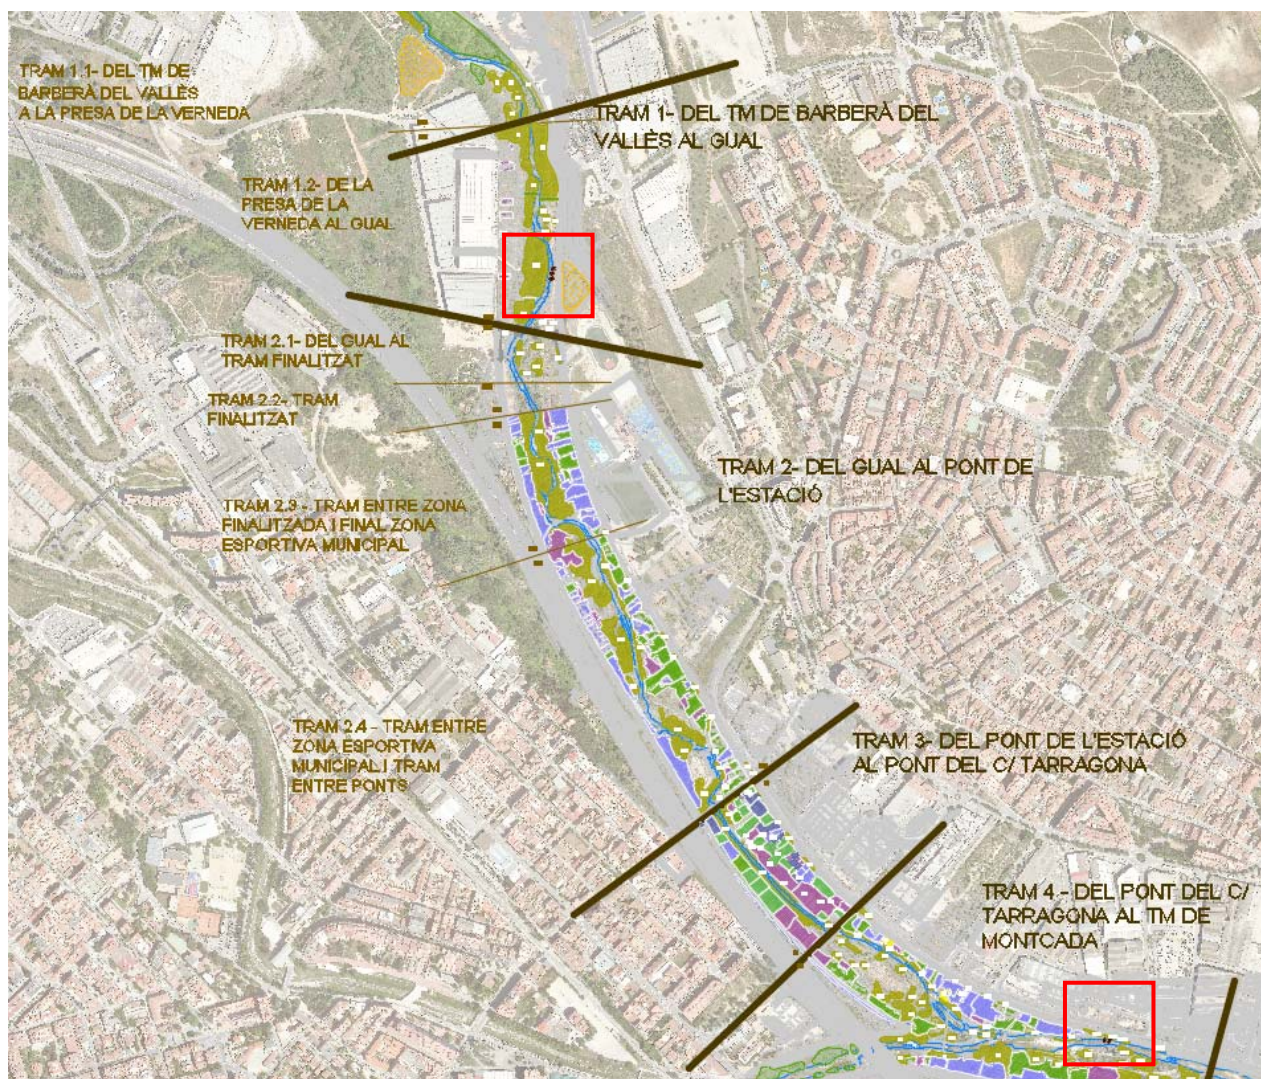 TRAM 1.1- DEL TM DE
BARBERÀ DEL VALLÈS
A LA PRESA DE LA VERNEDA
TRAM 1- DEL TM DE BARBERÀ DEL
VALLÈS AL GUAL
TRAM 1.2- DE LA
PRESA DE LA
VERNEDA AL GUAL
TRAM 2.1- DEL GUAL AL
TRAM FINALITZAT
TRAM 2.2- TRAM
FINALITZAT
TRAM 2- DEL GUAL AL PONT DE
L'ESTACIÓ
TRAM 2.3 - TRAM ENTRE ZONA
FINALITZADA I FINAL ZONA
ESPORTIVA MUNICIPAL
TRAM 2.4 - TRAM ENTRE
ZONA ESPORTIVA
MUNICIPAL I TRAM
ENTRE PONTS
TRAM 3- DEL PONT DE L'ESTACIÓ
AL PONT DEL C/ TARRAGONA
TRAM 4 - DEL PONT DEL C/
TARRAGONA AL TM DE
MONTCADA